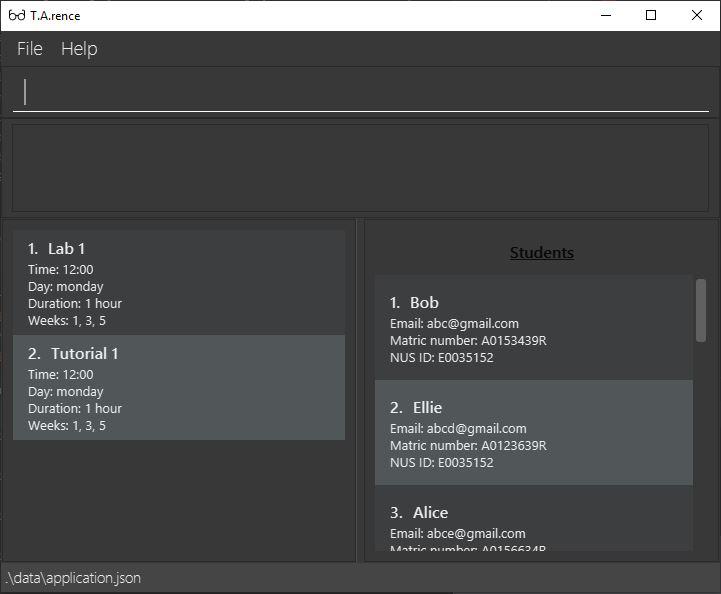 T.A.rence
File Help
1. Lab 1
Time: 12:00
Day: monday
Duration: 1 hour
Weeks: 1, 3, 5
2. Tutorial 1
Time: 12:00
Day: monday
Duration: 1 hour
Weeks: 1, 3, 5
Students
1. Bob
Email: abc@gmail.com
Matric number: A0153439R
NUS ID: E0035152
2. Ellie
Email: abcd@gmail.com
Matric number: A0123639R
NUS ID: E0035152
3. Alice
Email: abce@gmail.com
Matric number: A0156634R
.\data\application.json